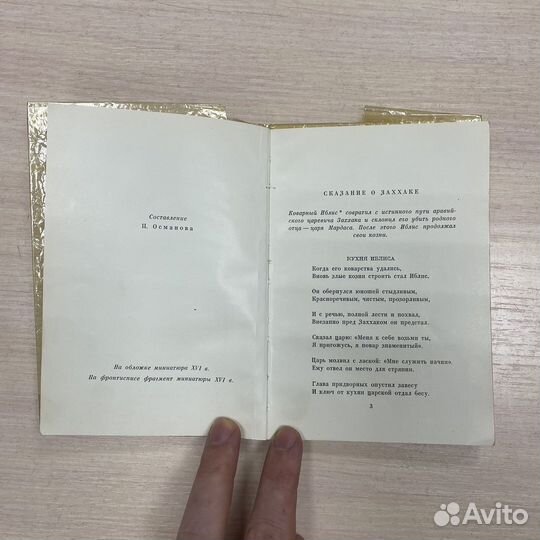 Составление
Ц. Османова
На обложке миниатюра XVI в.
На фронтисписе фрагмент миниатюры XVI в.
СКАЗАНИЕ О ЗАХХАКЕ
Коварный Иблис* совратил с истинного пути аравий-
ского царевича Заххака и склонил его убить родного
отца — царя Мардаса. После этого Иблис продолжал
свои козни.
КУХНЯ ИБЛИСА
Когда его коварства удались,
Вновь злые козни строить стал Иблис.
Он обернулся юношей стыдливым,
Красноречивым, чистым, прозорливым,
И с речью, полной лести и похвал,
Внезапно пред Заххаком он предстал.
Сказал царю: «Меня к себе возьми ты,
Я пригожусь, я повар знаменитый».
Царь молвил с лаской: «Мне служить начни».
Ему отвел он место для стряпни.
Глава придворных опустил завесу
И ключ от кухни царской отдал бесу.
3
Avito